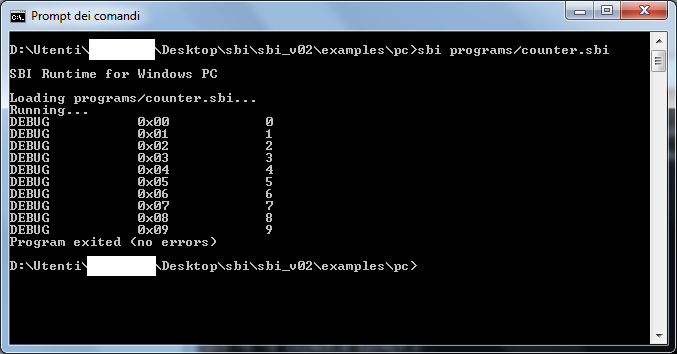 Prompt dei comandi
D:\Utenti\ \Desktop\sbi\sbi_v02\examples\pc>sbi programs/counter.sbi
SBI Runtime for Windows PC
Loading programs/counter.sbi...
Running...
DEBUG 0x00 0
DEBUG 0x01 1
DEBUG 0x02 2
DEBUG 0x03 3
DEBUG 0x04 4
DEBUG 0x05 5
DEBUG 0x06 6
DEBUG 0x07 7
DEBUG 0x08 8
DEBUG 0x09 9
Program exited (no errors)
D:\Utenti\ \Desktop\sbi\sbi_v02\examples\pc>